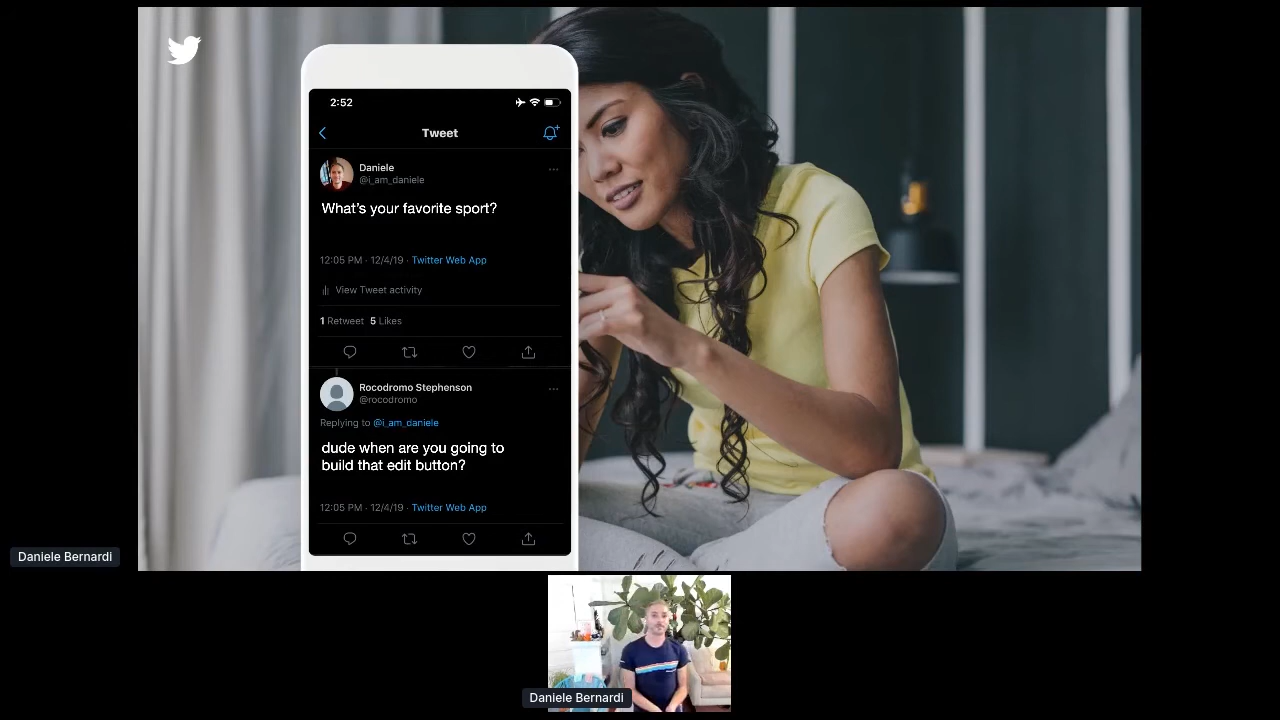 2:52
Tweet
Daniele
@i_am_daniele
What's your favorite sport?
12:05 PM · 12/4/19 · Twitter Web App
View Tweet activity
1 Retweet 5 Likes
Rocodromo Stephenson
@rocodromo
Replying to @i_am_daniele
dude when are you going to
build that edit button?
12:05 PM · 12/4/19 · Twitter Web App
Daniele Bernardi
Daniele Bernardi